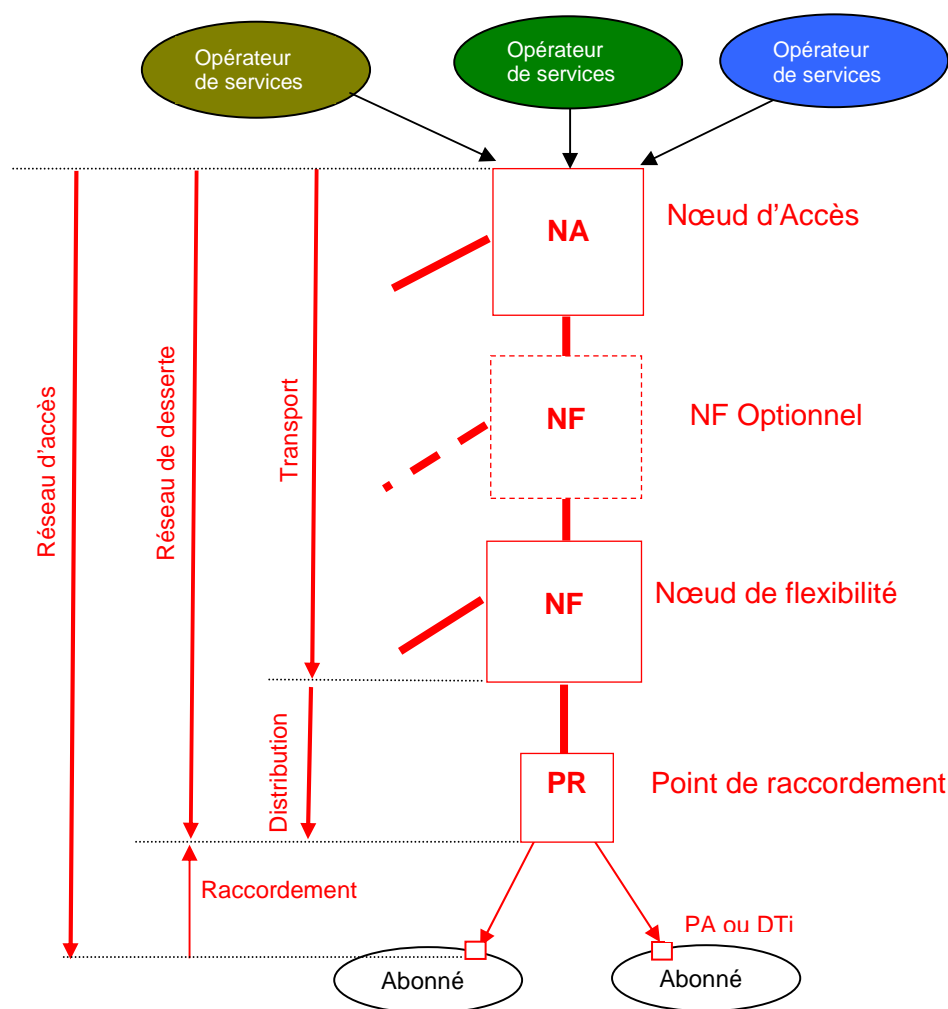 Opérateur
de services
Opérateur
de services
Opérateur
de services
NA
Nœud d’Accès
NF
NF Optionnel
NF
Nœud de flexibilité
PR
Point de raccordement
Réseau d’accès
Réseau de desserte
Transport
Distribution
Raccordement
PA ou DTi
Abonné
Abonné